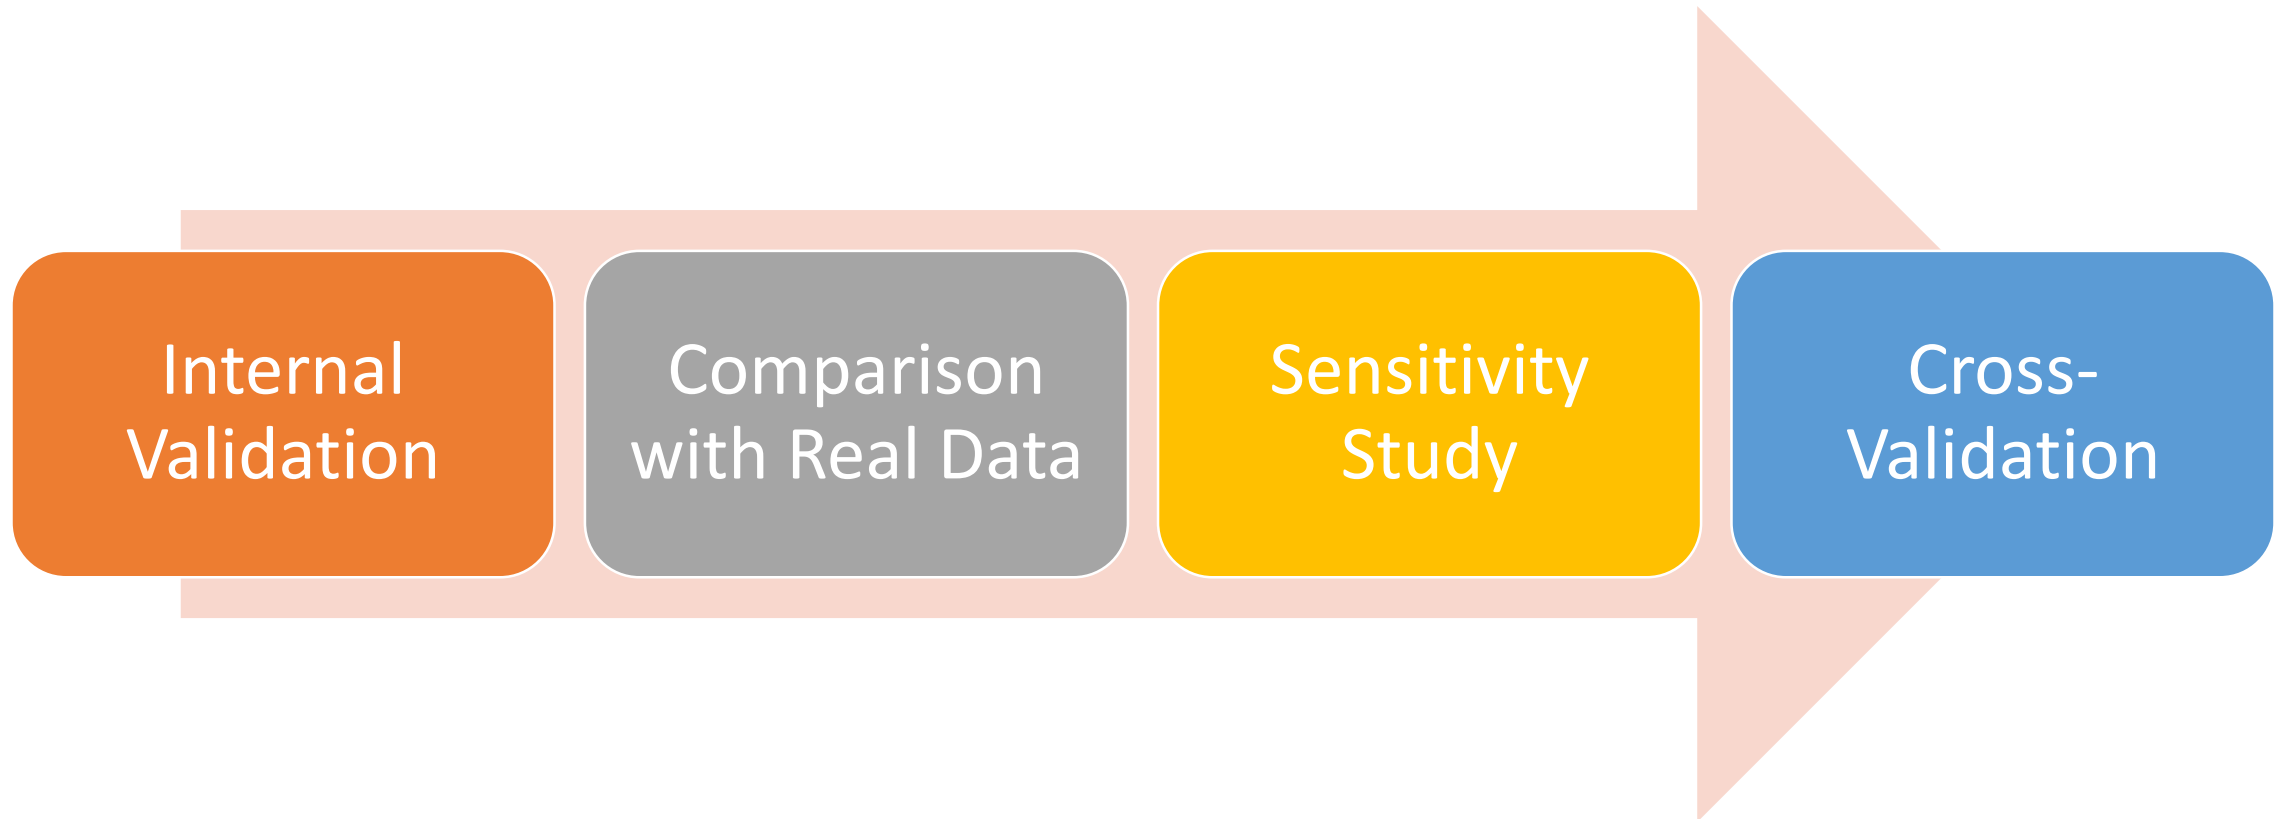 Internal
Validation
Comparison
with Real Data
Sensitivity
Study
Cross-
Validation